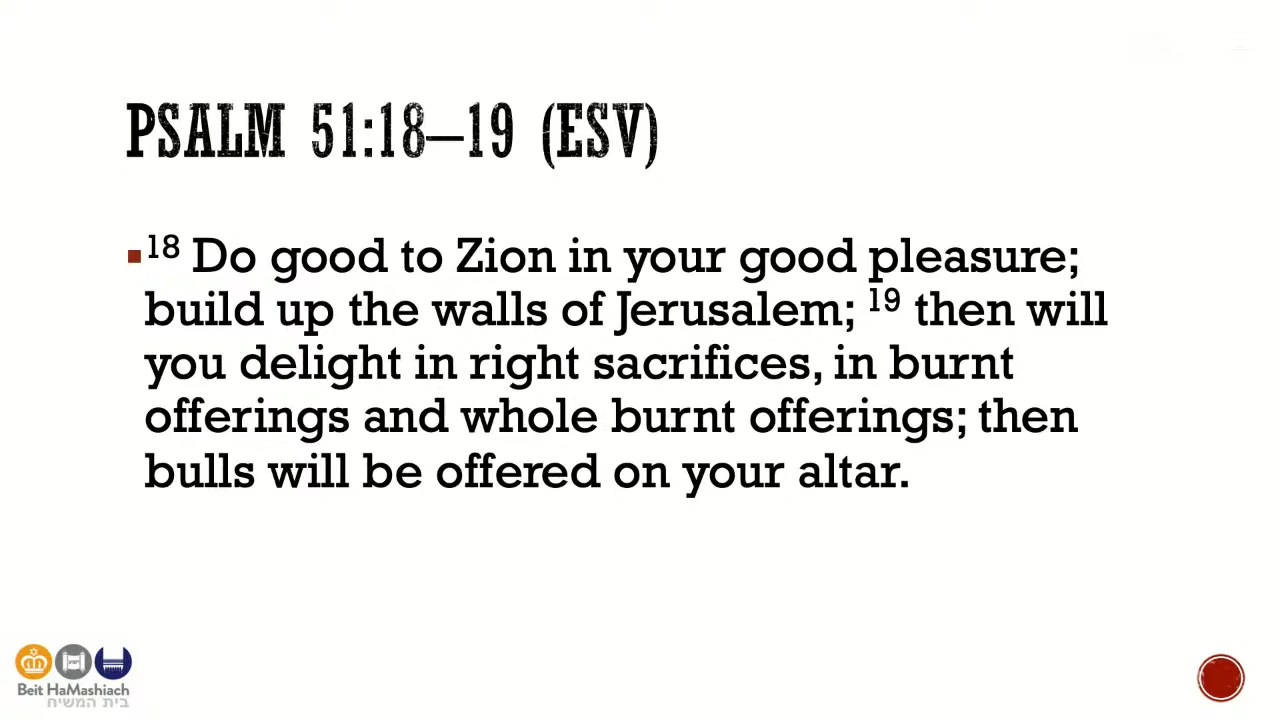 PSALM 51:18–19 (ESV)
▪18 Do good to Zion in your good pleasure;
build up the walls of Jerusalem; 19 then will
you delight in right sacrifices, in burnt
offerings and whole burnt offerings; then
bulls will be offered on your altar.
Beit HaMashiach
בית המשיח